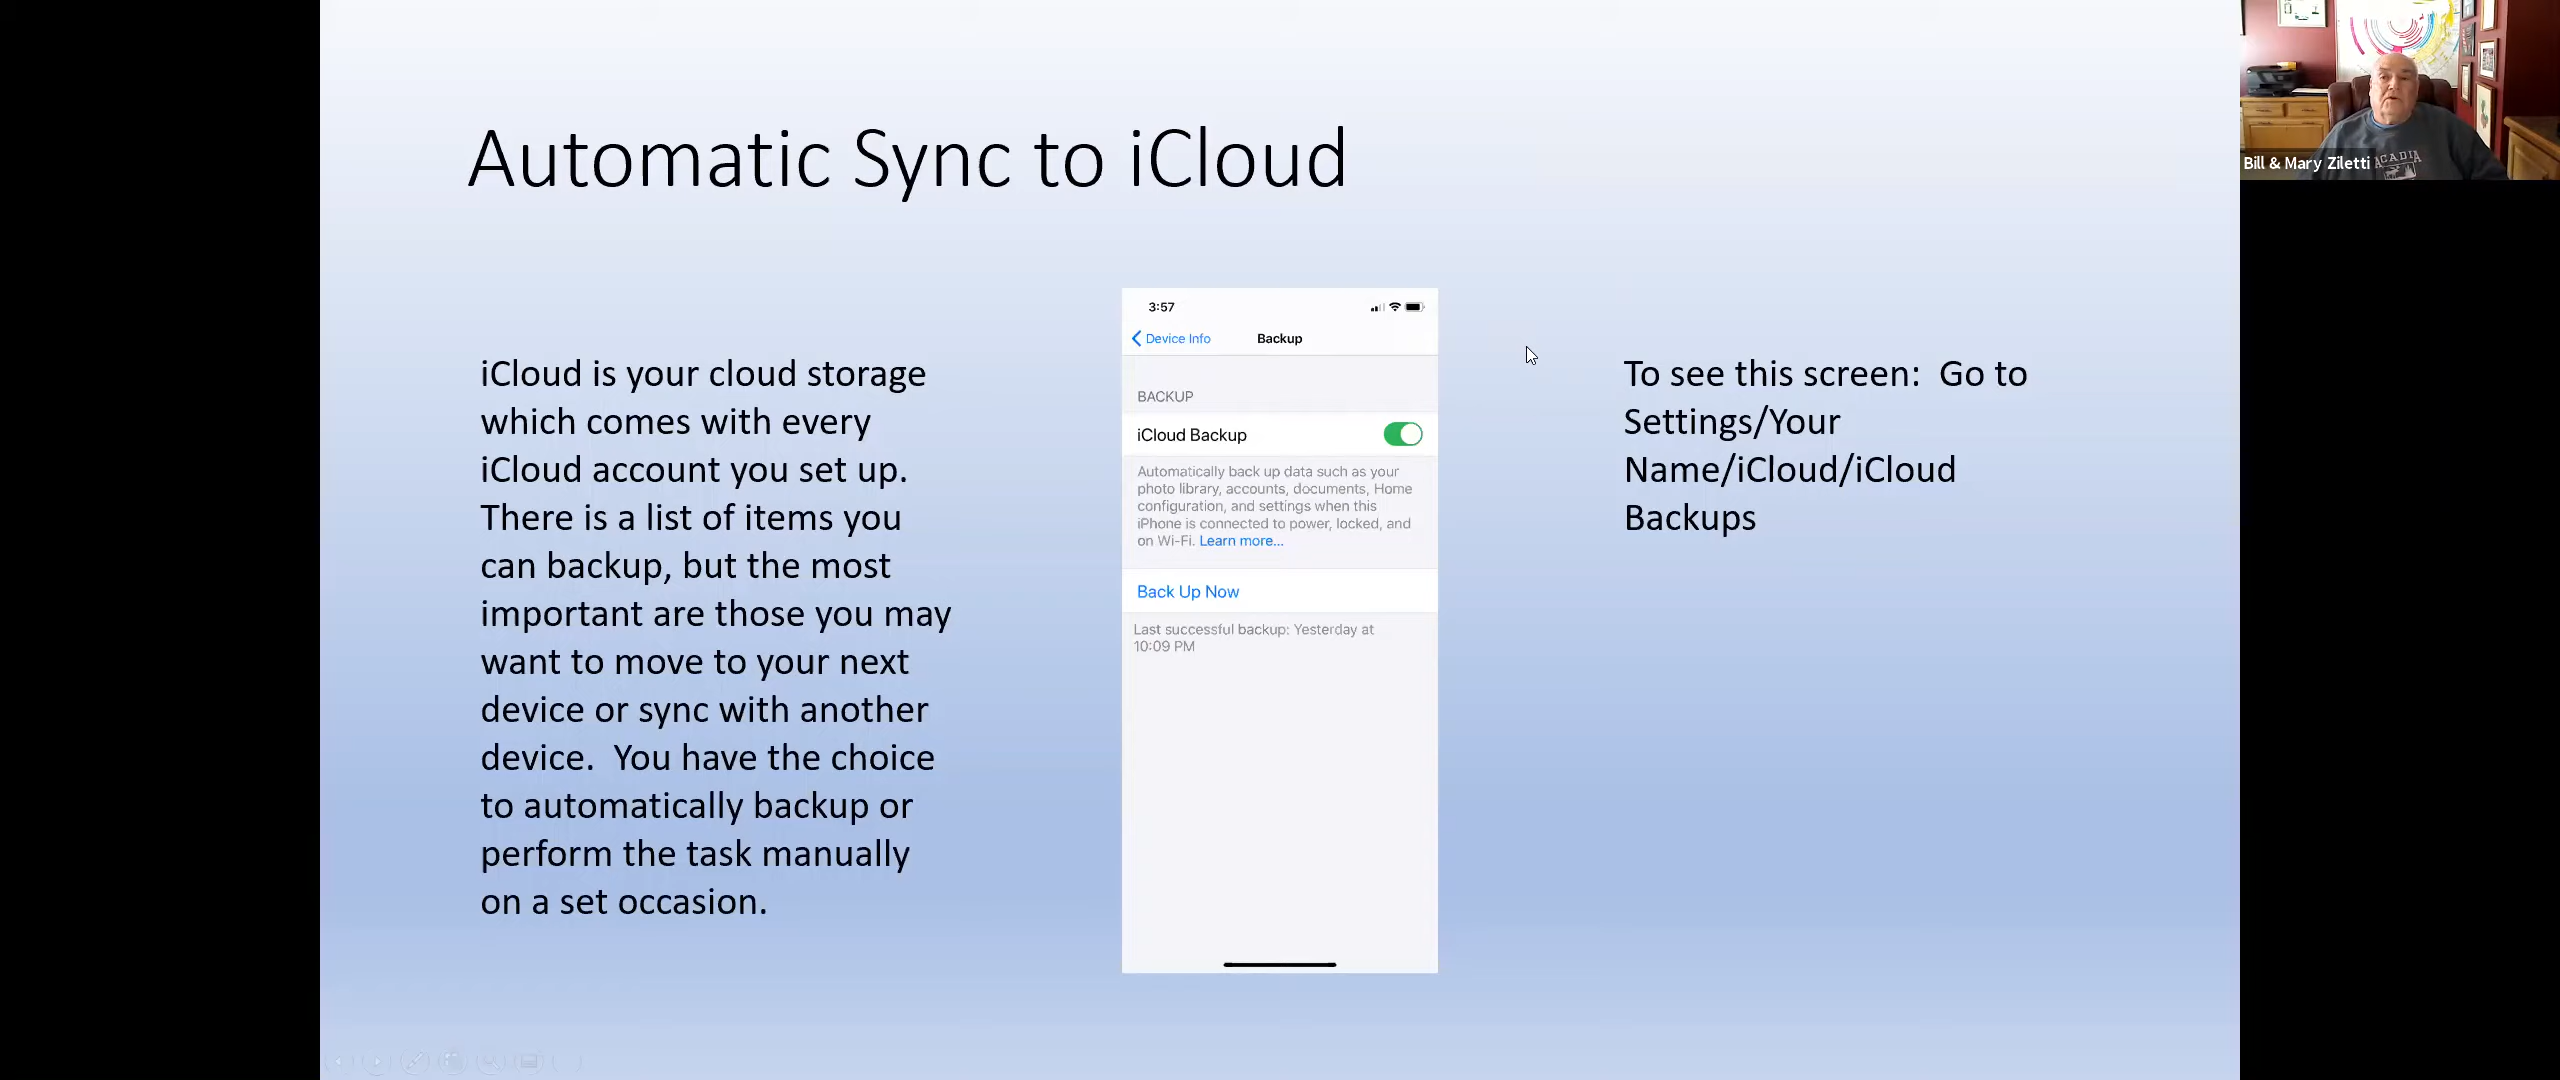 Automatic Sync to iCloud
iCloud is your cloud storage
which comes with every
iCloud account you set up.
There is a list of items you
can backup, but the most
important are those you may
want to move to your next
device or sync with another
device.  You have the choice
to automatically backup or
perform the task manually
on a set occasion.
3:57
Device Info
Backup
BACKUP
iCloud Backup
Automatically back up data such as your
photo library, accounts, documents, Home
configuration, and settings when this
iPhone is connected to power, locked, and
on Wi-Fi. Learn more...
Back Up Now
Last successful backup: Yesterday at
10:09 PM
To see this screen:  Go to
Settings/Your
Name/iCloud/iCloud
Backups
Bill & Mary Ziletti
ACADIA